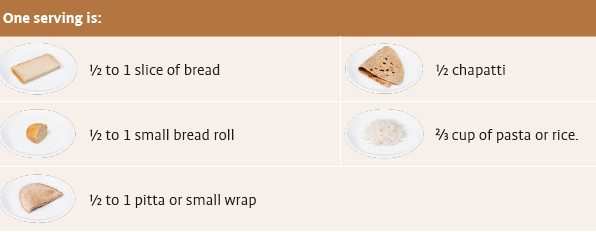 One serving is:
½ to 1 slice of bread
½ chapatti
½ to 1 small bread roll
⅔ cup of pasta or rice.
½ to 1 pitta or small wrap